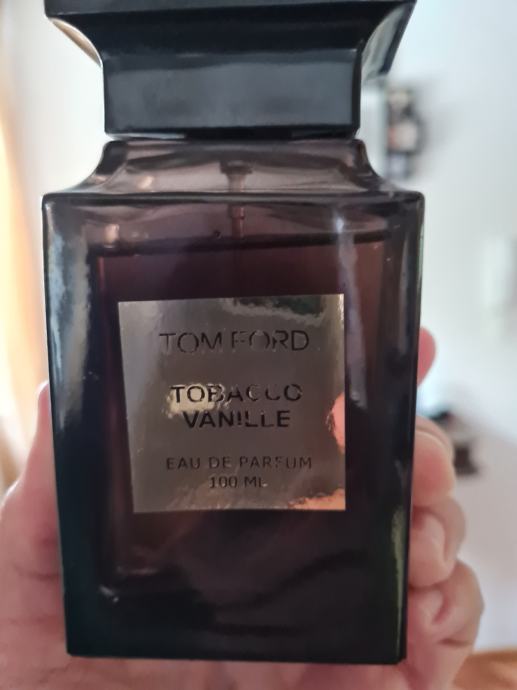 TOM FORD
TOBACCO
VANILLE
EAU DE PARFUM
100 ML